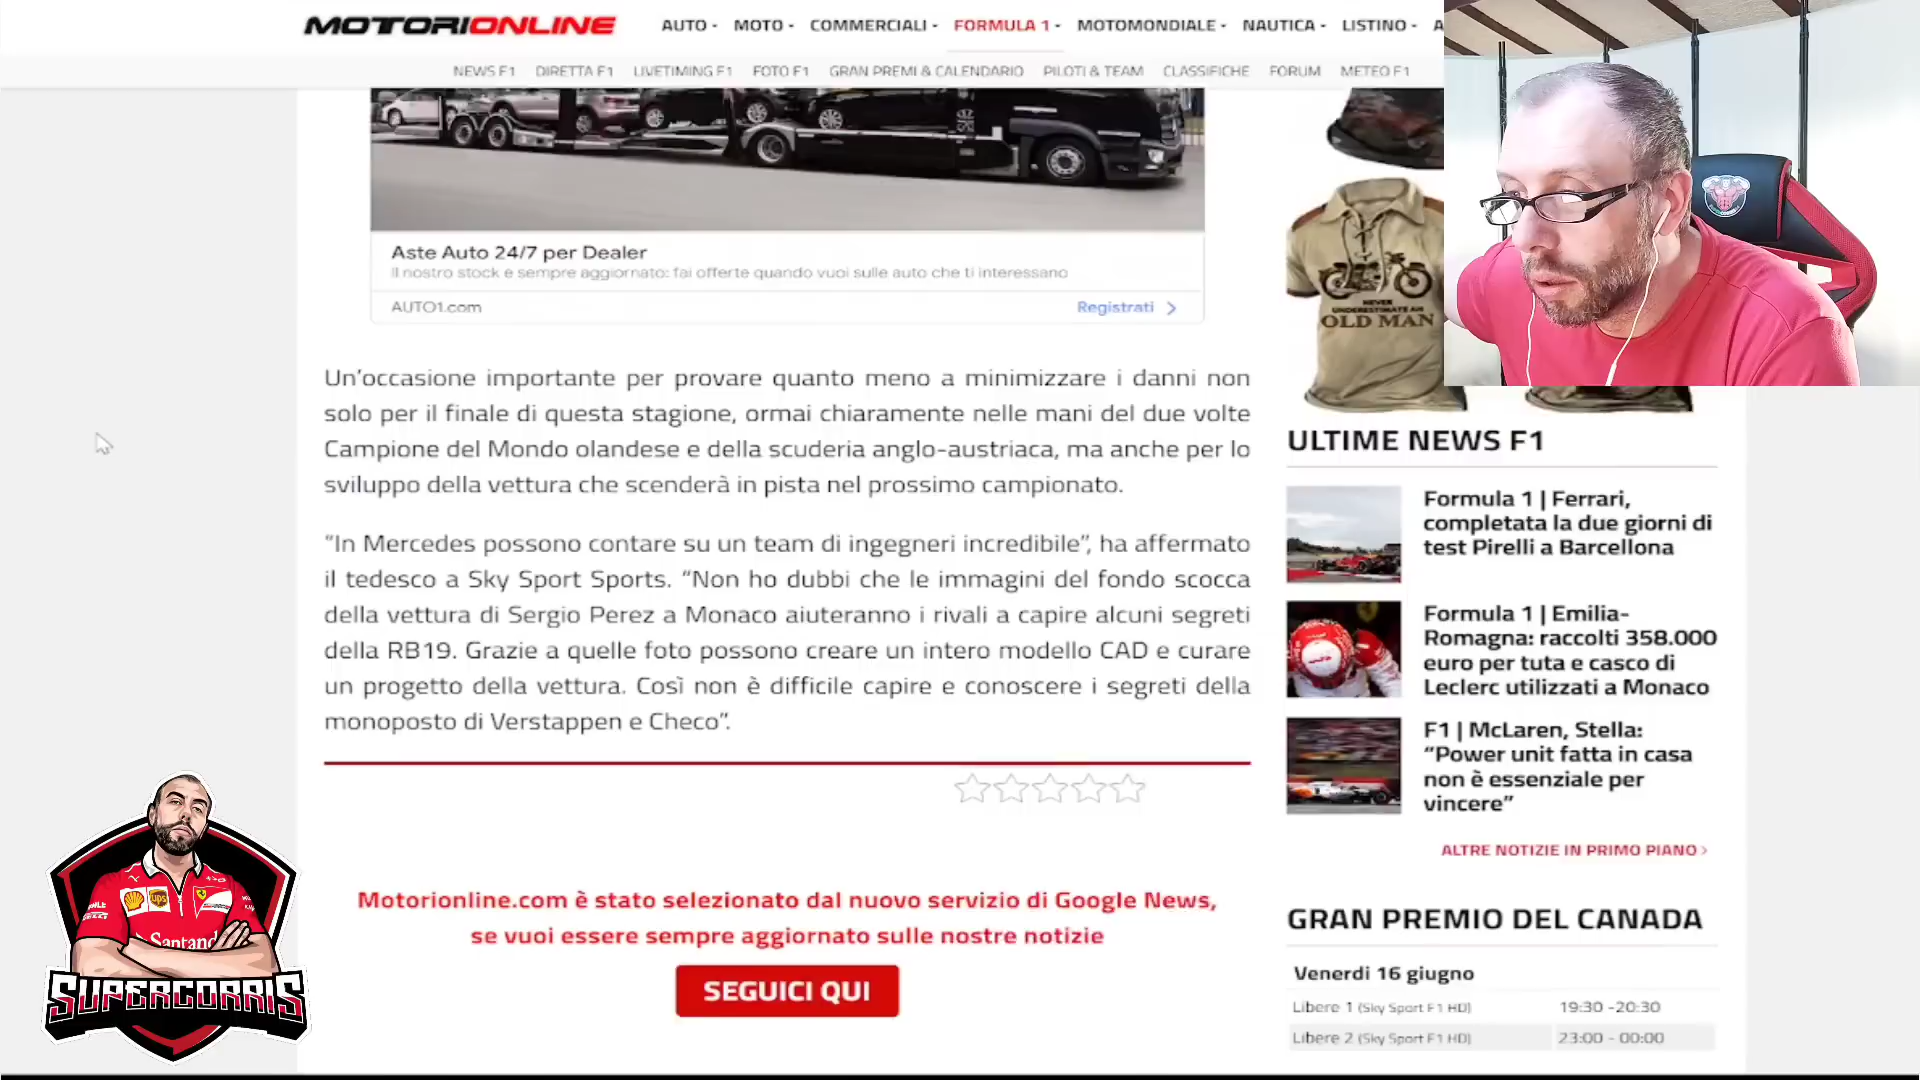 MOTORIONLINE
AUTO MOTO COMMERCIALI FORMULA 1 MOTOMONDIALE NAUTICA LISTINO A
NEWS F1 DIRETTA F1 LIVETIMING F1 FOTO F1 GRAN PREMI & CALENDARIO PILOTI & TEAM CLASSIFICHE FORUM METEO F1
Aste Auto 24/7 per Dealer
Il nostro stock e sempre aggiornato: fai offerte quando vuoi sulle auto che ti interessano
AUTO1.com
Registrati
Un’occasione importante per provare quanto meno a minimizzare i danni non
solo per il finale di questa stagione, ormai chiaramente nelle mani del due volte
Campione del Mondo olandese e della scuderia anglo-austriaca, ma anche per lo
sviluppo della vettura che scenderà in pista nel prossimo campionato.
“In Mercedes possono contare su un team di ingegneri incredibile”, ha affermato
il tedesco a Sky Sport Sports. “Non ho dubbi che le immagini del fondo scocca
della vettura di Sergio Perez a Monaco aiuteranno i rivali a capire alcuni segreti
della RB19. Grazie a quelle foto possono creare un intero modello CAD e curare
un progetto della vettura. Così non è difficile capire e conoscere i segreti della
monoposto di Verstappen e Checo”.
Motorionline.com è stato selezionato dal nuovo servizio di Google News,
se vuoi essere sempre aggiornato sulle nostre notizie
SEGUICI QUI
NEVER
UNDERESTIMATE AN
OLD MAN
ULTIME NEWS F1
Formula 1 | Ferrari,
completata la due giorni di
test Pirelli a Barcellona
Formula 1 | Emilia-
Romagna: raccolti 358.000
euro per tuta e casco di
Leclerc utilizzati a Monaco
F1 | McLaren, Stella:
“Power unit fatta in casa
non è essenziale per
vincere”
ALTRE NOTIZIE IN PRIMO PIANO
GRAN PREMIO DEL CANADA
Venerdi 16 giugno
Libere 1 (Sky Sport F1 HD) 19:30 -20:30
Libere 2 (Sky Sport F1 HD) 23:00 - 00:00
ups
Santand
SUPERCORRIS